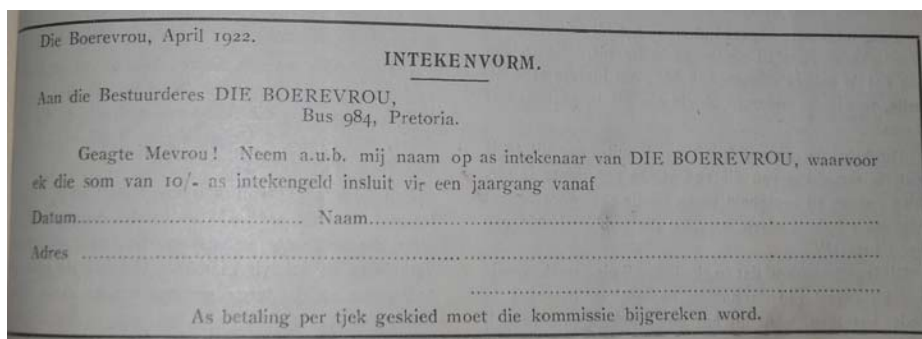 Die Boerevrou, April 1922.
INTEKENVORM.
Aan die Bestuurderes DIE BOEREVROU,
Bus 984, Pretoria.
Geagte Mevrou! Neem a.u.b. mij naam op as intekenaar van DIE BOEREVROU, waarvoor
ek die som van 10/- as intekengeld insluit vir een jaargang vanaf
Datum................................ Naam................................................................................
Adres ................................................................................................................................
................................................................
As betaling per tjek geskied moet die kommissie bijgereken word.